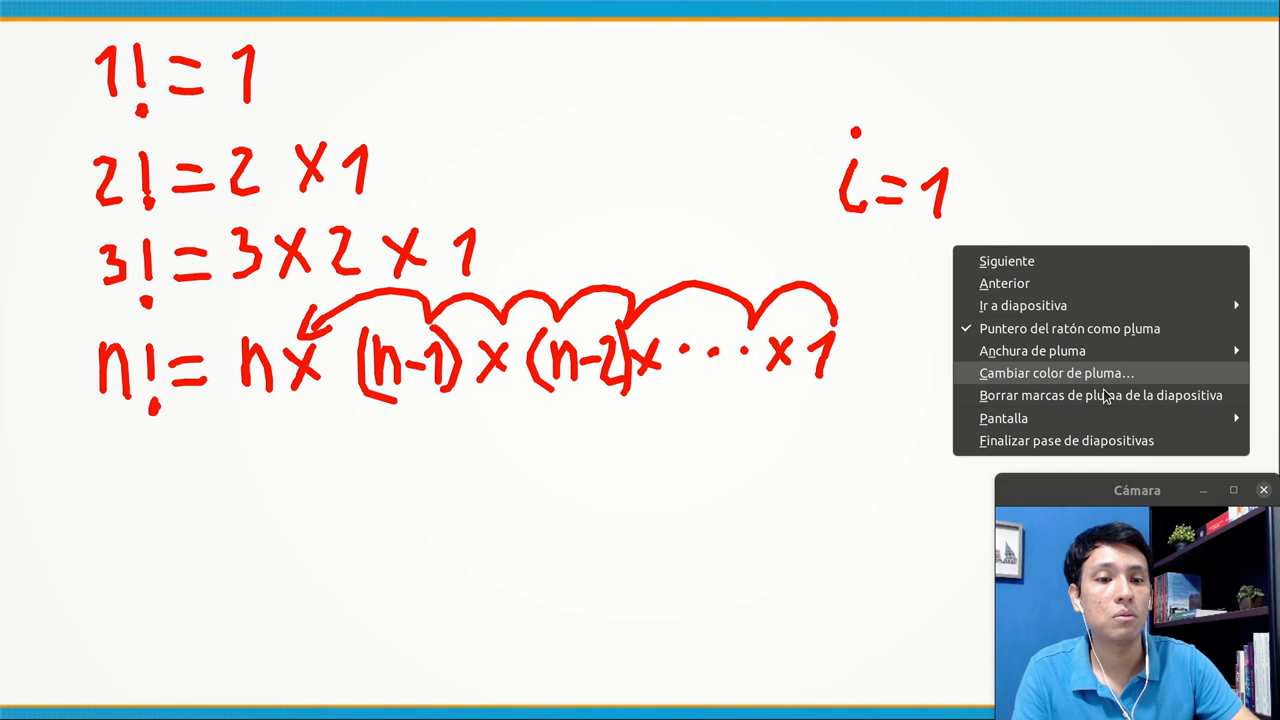 1! = 1
2! = 2 × 1
3! = 3 × 2 × 1
n! = n × (n-1) × (n-2) × ... × 1
i = 1
Siguiente
Anterior
Ir a diapositiva
Puntero del ratón como pluma
Anchura de pluma
Cambiar color de pluma...
Borrar marcas de pluma de la diapositiva
Pantalla
Finalizar pase de diapositivas
Cámara